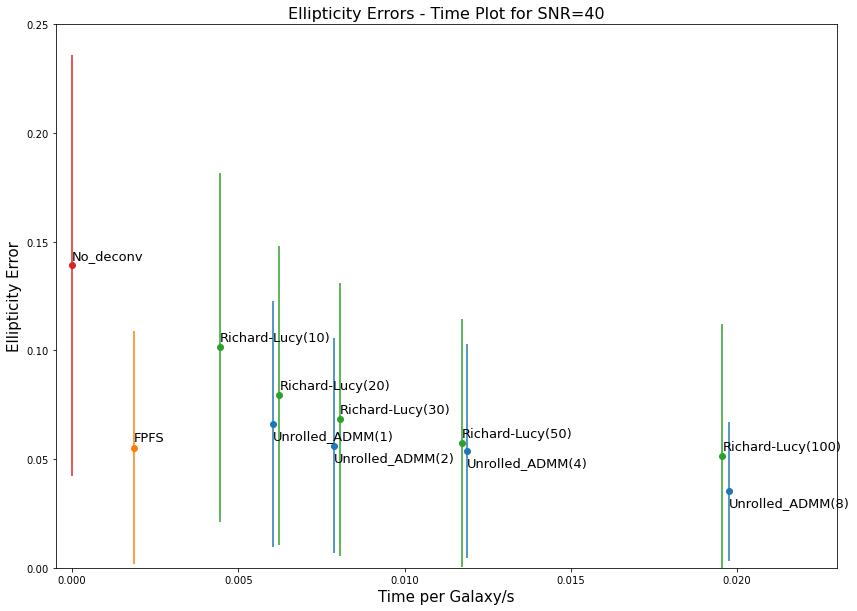 Ellipticity Errors - Time Plot for SNR=40
Ellipticity Error
0.25
0.20
0.15
0.10
0.05
0.00
No_deconv
FPFS
Richard-Lucy(10)
Richard-Lucy(20)
Richard-Lucy(30)
Unrolled_ADMM(1)
Unrolled_ADMM(2)
Richard-Lucy(50)
Unrolled_ADMM(4)
Richard-Lucy(100)
Unrolled_ADMM(8)
0.000
0.005
0.010
0.015
0.020
Time per Galaxy/s